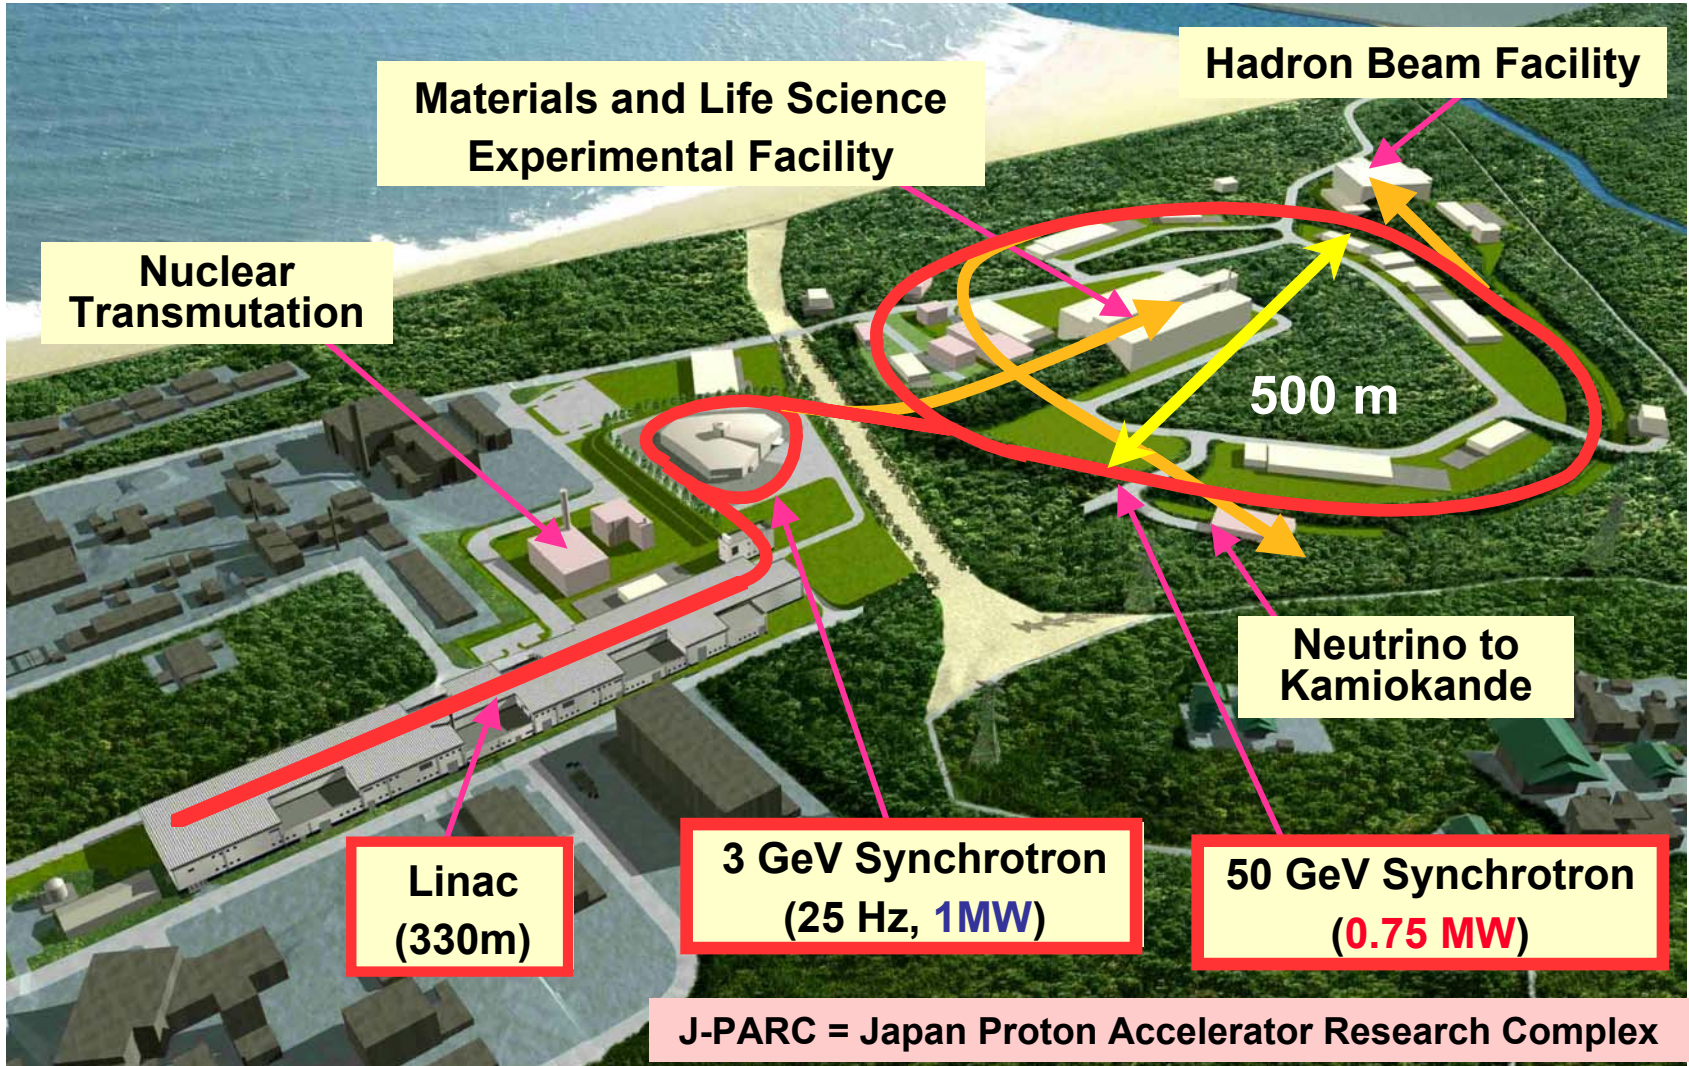 Hadron Beam Facility
Materials and Life Science
Experimental Facility
Nuclear
Transmutation
500 m
Neutrino to
Kamiokande
Linac
(330m)
3 GeV Synchrotron
(25 Hz, 1MW)
50 GeV Synchrotron
(0.75 MW)
J-PARC = Japan Proton Accelerator Research Complex